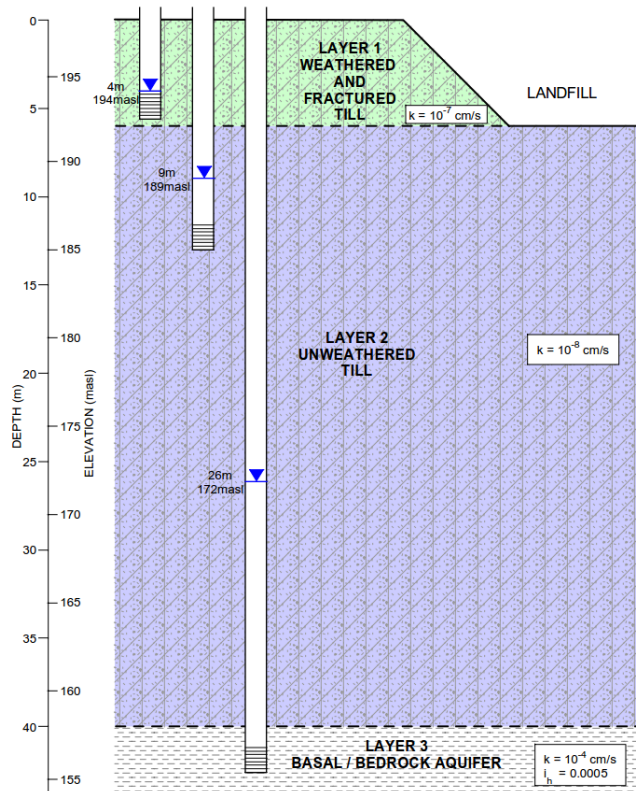 0
5
10
15
20
25
30
35
40
DEPTH (m)
195
190
185
180
175
170
165
160
155
ELEVATION (masl)
4m
194masl
9m
189masl
26m
172masl
LAYER 1
WEATHERED
AND
FRACTURED
TILL
k = 10⁻⁷ cm/s
LANDFILL
LAYER 2
UNWEATHERED
TILL
k = 10⁻⁸ cm/s
LAYER 3
BASAL / BEDROCK AQUIFER
k = 10⁻⁴ cm/s
iₕ = 0.0005